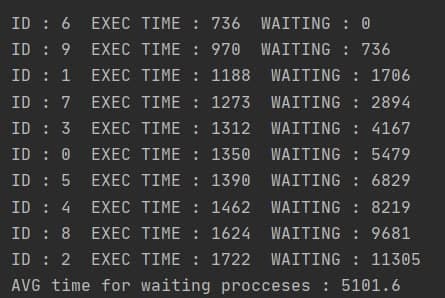 ID : 6  EXEC TIME : 736  WAITING : 0
ID : 9  EXEC TIME : 970  WAITING : 736
ID : 1  EXEC TIME : 1188  WAITING : 1706
ID : 7  EXEC TIME : 1273  WAITING : 2894
ID : 3  EXEC TIME : 1312  WAITING : 4167
ID : 0  EXEC TIME : 1350  WAITING : 5479
ID : 5  EXEC TIME : 1390  WAITING : 6829
ID : 4  EXEC TIME : 1462  WAITING : 8219
ID : 8  EXEC TIME : 1624  WAITING : 9681
ID : 2  EXEC TIME : 1722  WAITING : 11305
AVG time for waiting procceses : 5101.6